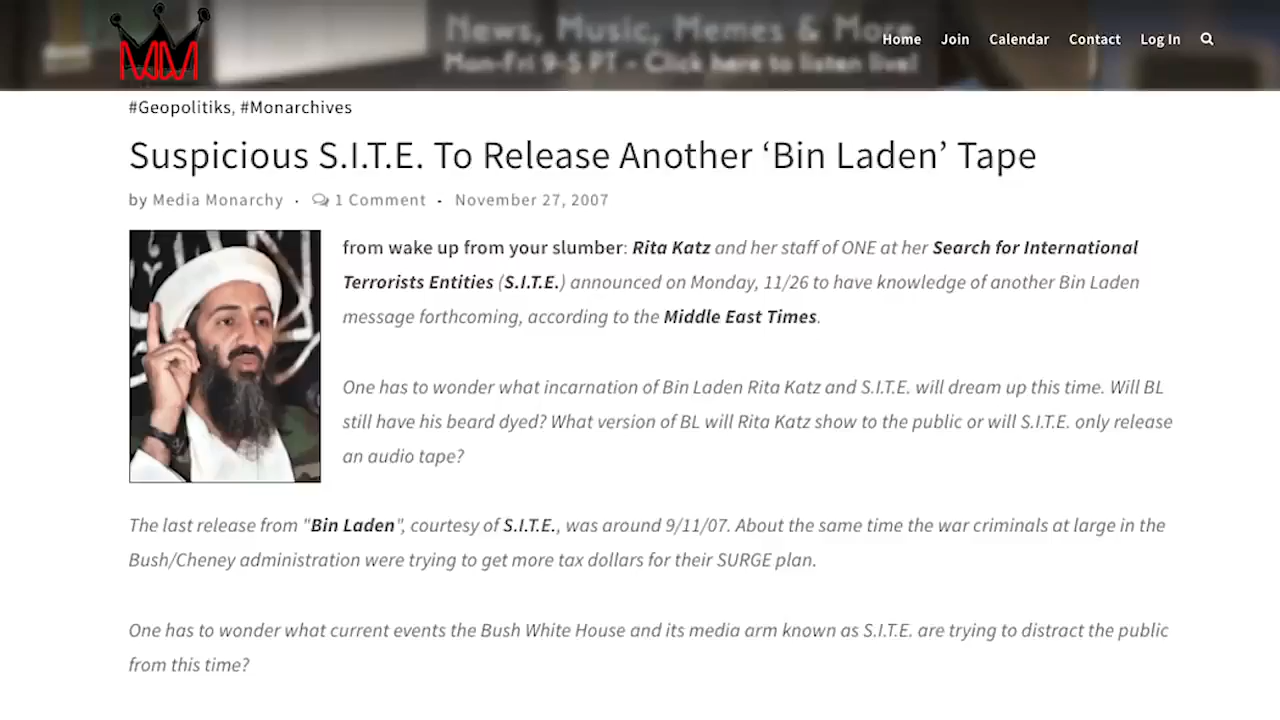 News, Music, Memes & More
Mon-Fri 9-5 PT - Click here to listen live!
MM
Home Join Calendar Contact Log In
#Geopolitiks, #Monarchives
Suspicious S.I.T.E. To Release Another ‘Bin Laden’ Tape
by Media Monarchy · 1 Comment · November 27, 2007
from wake up from your slumber: Rita Katz and her staff of ONE at her Search for International
Terrorists Entities (S.I.T.E.) announced on Monday, 11/26 to have knowledge of another Bin Laden
message forthcoming, according to the Middle East Times.
One has to wonder what incarnation of Bin Laden Rita Katz and S.I.T.E. will dream up this time. Will BL
still have his beard dyed? What version of BL will Rita Katz show to the public or will S.I.T.E. only release
an audio tape?
The last release from "Bin Laden", courtesy of S.I.T.E., was around 9/11/07. About the same time the war criminals at large in the
Bush/Cheney administration were trying to get more tax dollars for their SURGE plan.
One has to wonder what current events the Bush White House and its media arm known as S.I.T.E. are trying to distract the public
from this time?